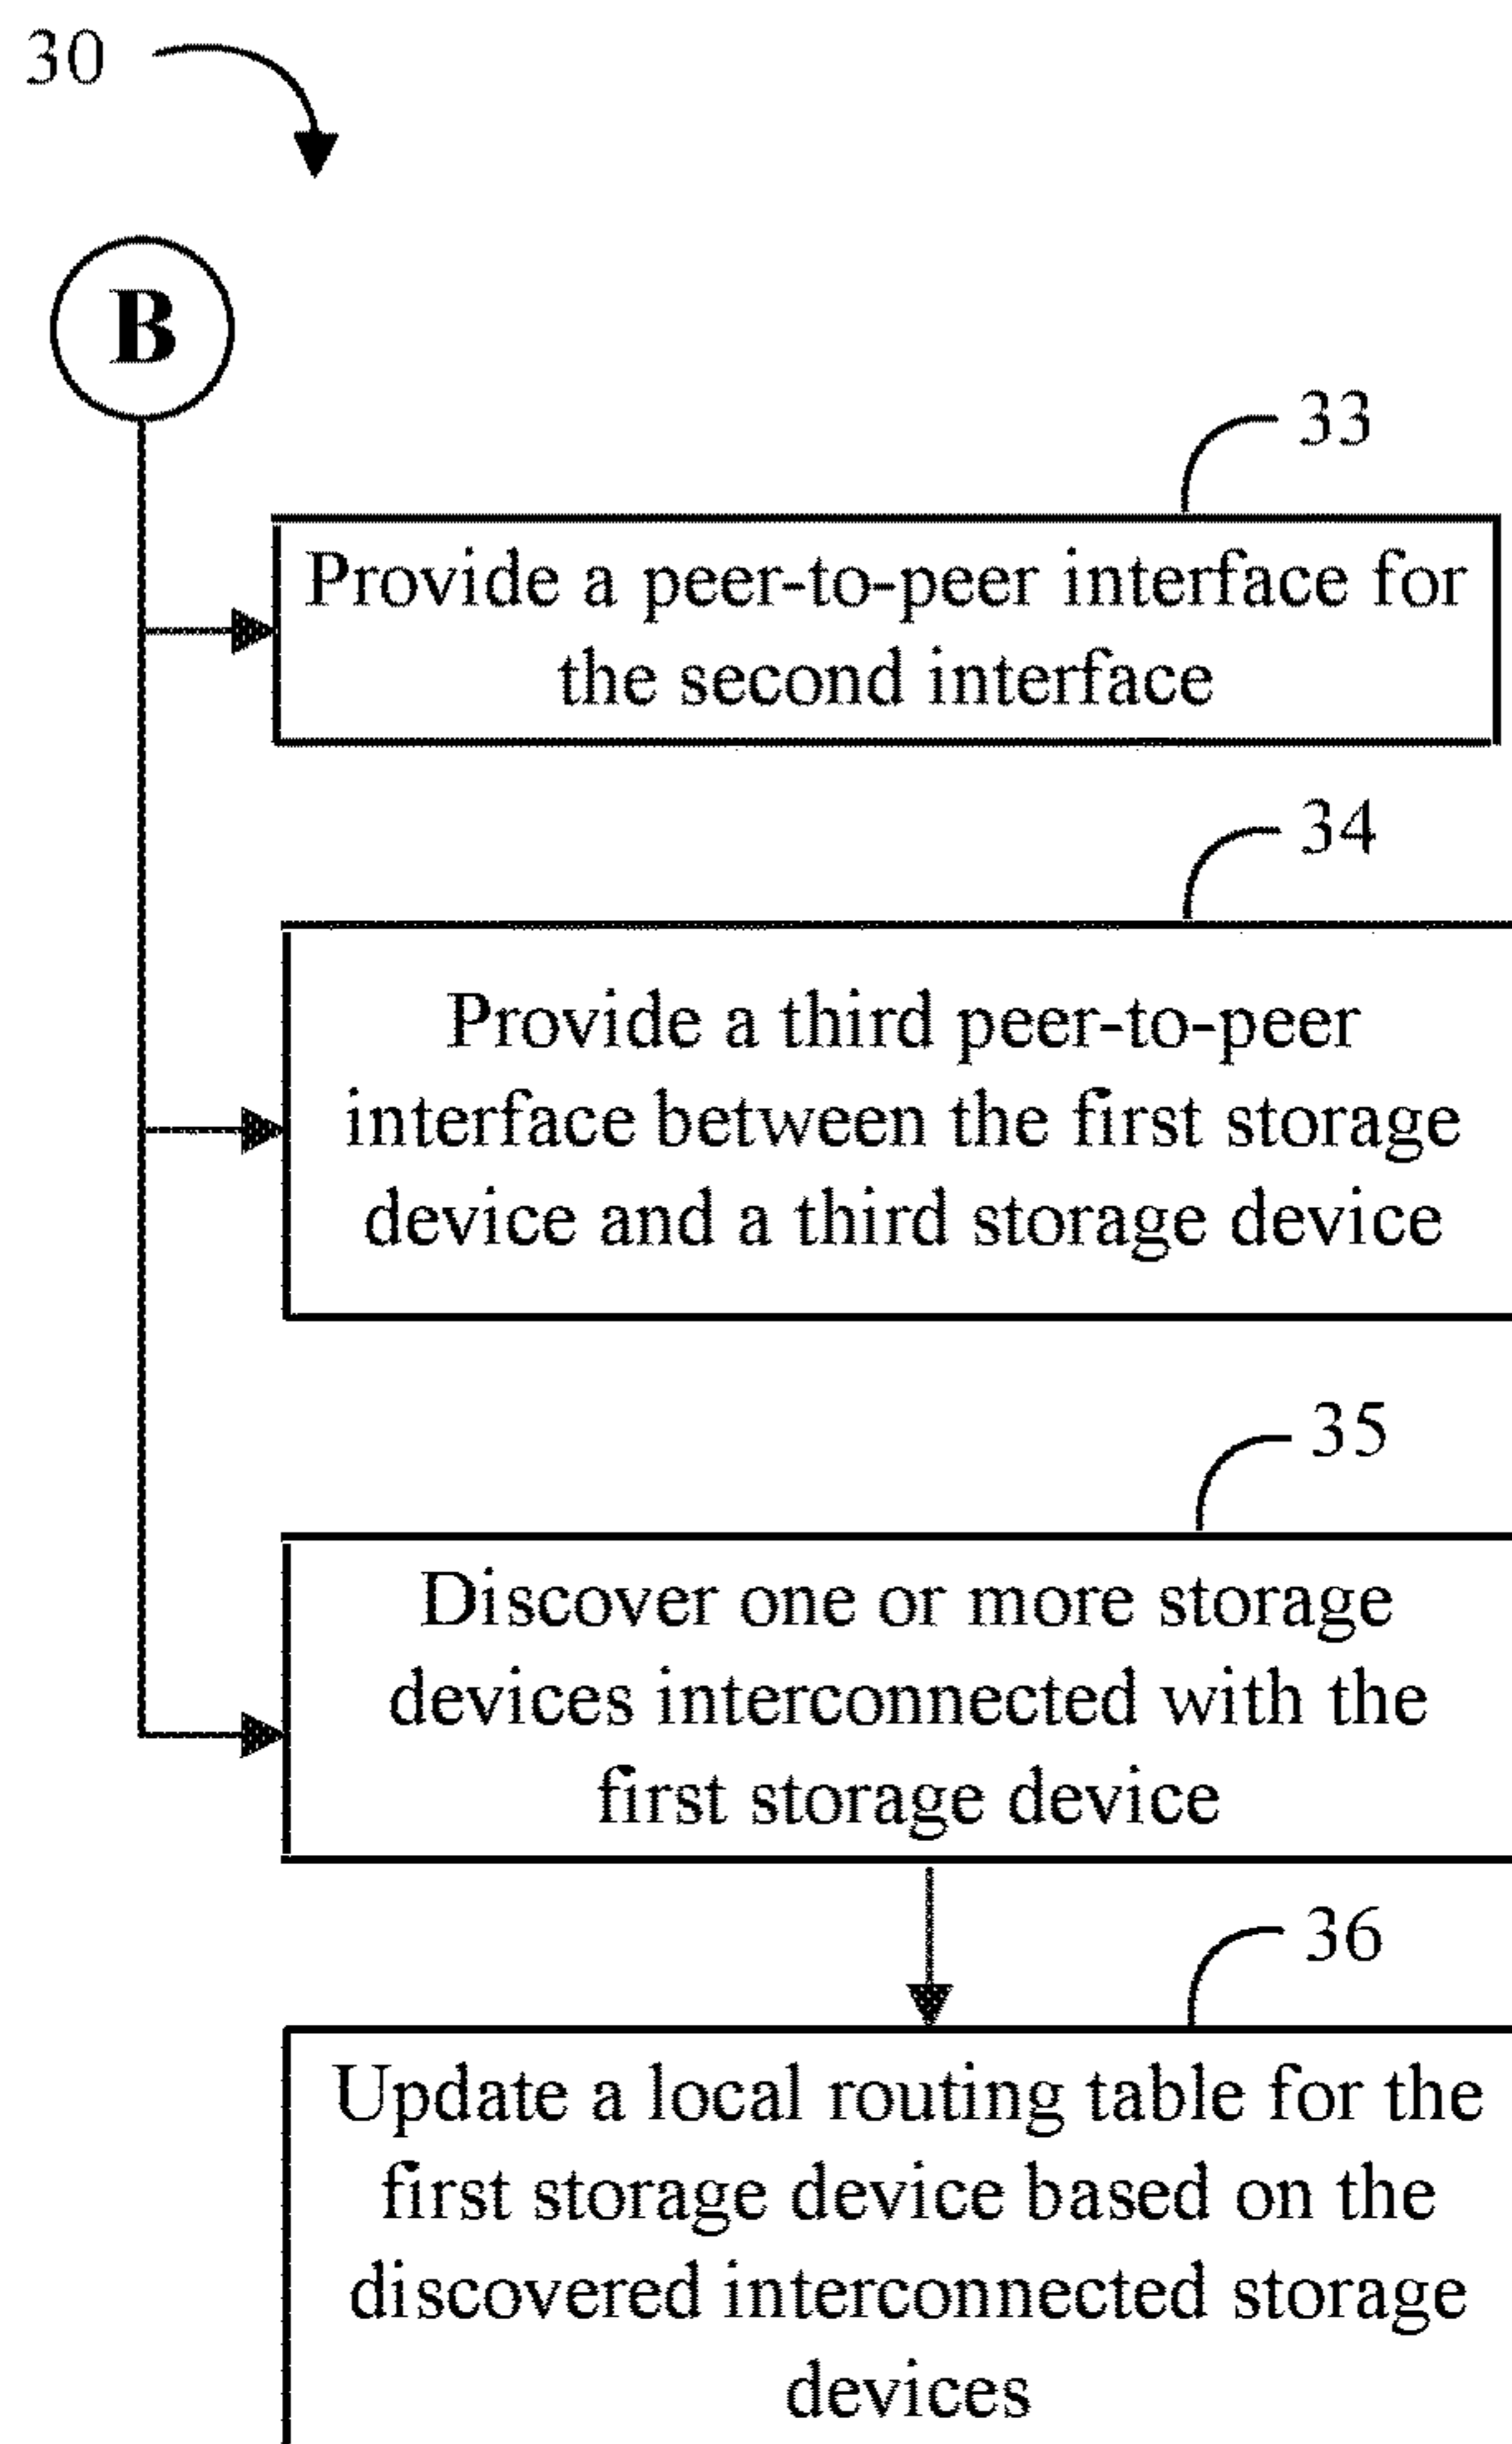 30
B
33
Provide a peer-to-peer interface for
the second interface
34
Provide a third peer-to-peer
interface between the first storage
device and a third storage device
35
Discover one or more storage
devices interconnected with the
first storage device
36
Update a local routing table for the
first storage device based on the
discovered interconnected storage
devices